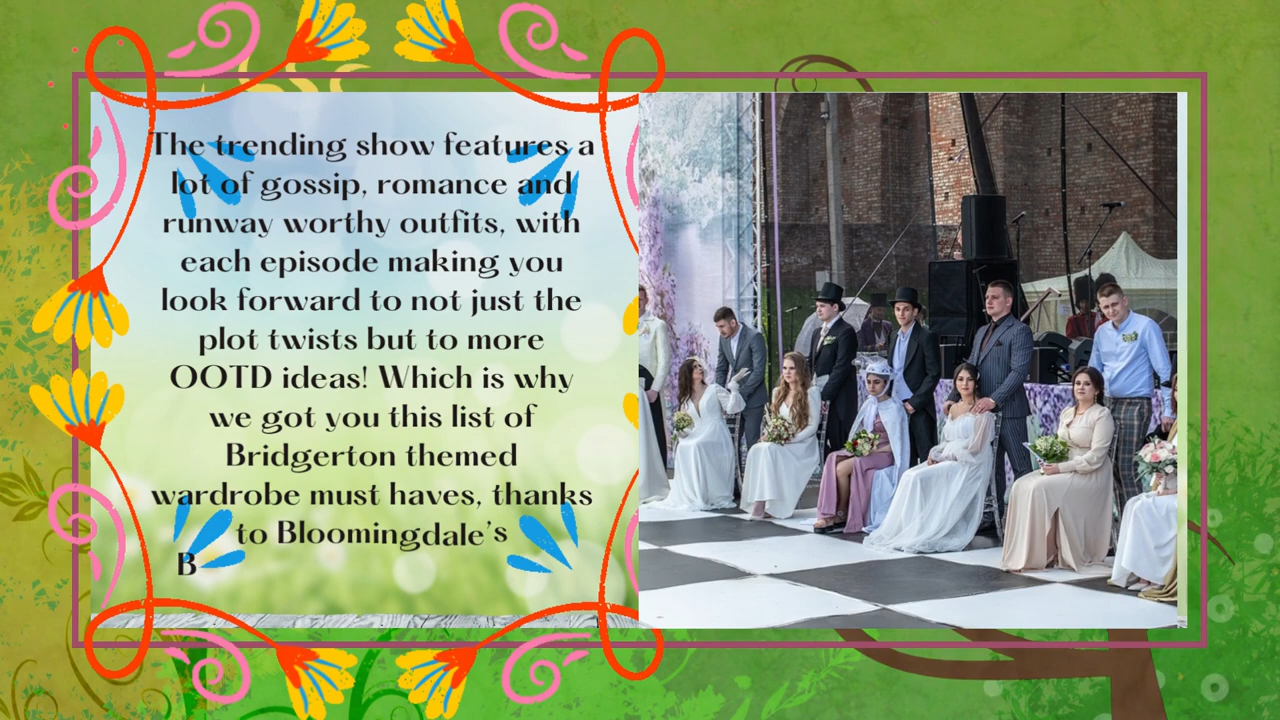 The trending show features a
lot of gossip, romance and
runway worthy outfits, with
each episode making you
look forward to not just the
plot twists but to more
OOTD ideas! Which is why
we got you this list of
Bridgerton themed
wardrobe must haves, thanks
to Bloomingdale's
B